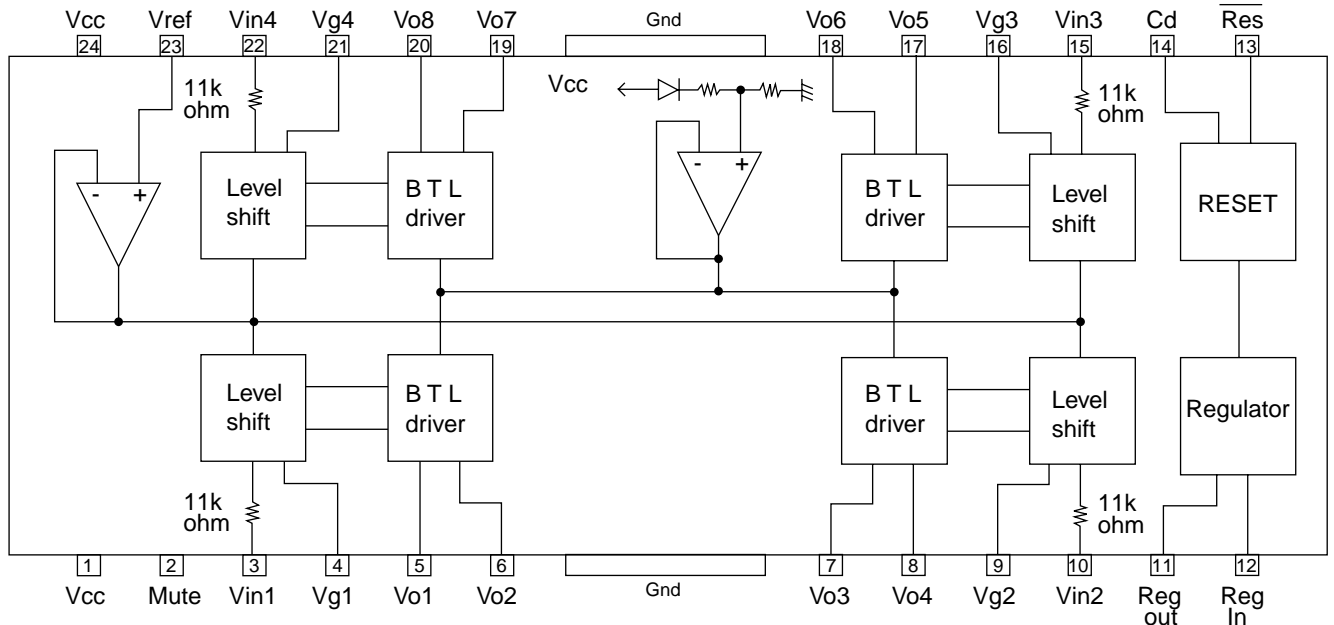 Vcc Vref Vin4 Vg4 Vo8 Vo7 Gnd Vo6 Vo5 Vg3 Vin3 Cd Res
24 23 22 21 20 19 18 17 16 15 14 13
11k
ohm
Vcc
11k
ohm
- +
- +
Level
shift
B T L
driver
B T L
driver
Level
shift
RESET
Level
shift
B T L
driver
B T L
driver
Level
shift
Regulator
11k
ohm
11k
ohm
1 2 3 4 5 6 7 8 9 10 11 12
Vcc Mute Vin1 Vg1 Vo1 Vo2 Gnd Vo3 Vo4 Vg2 Vin2 Reg
out
Reg
In